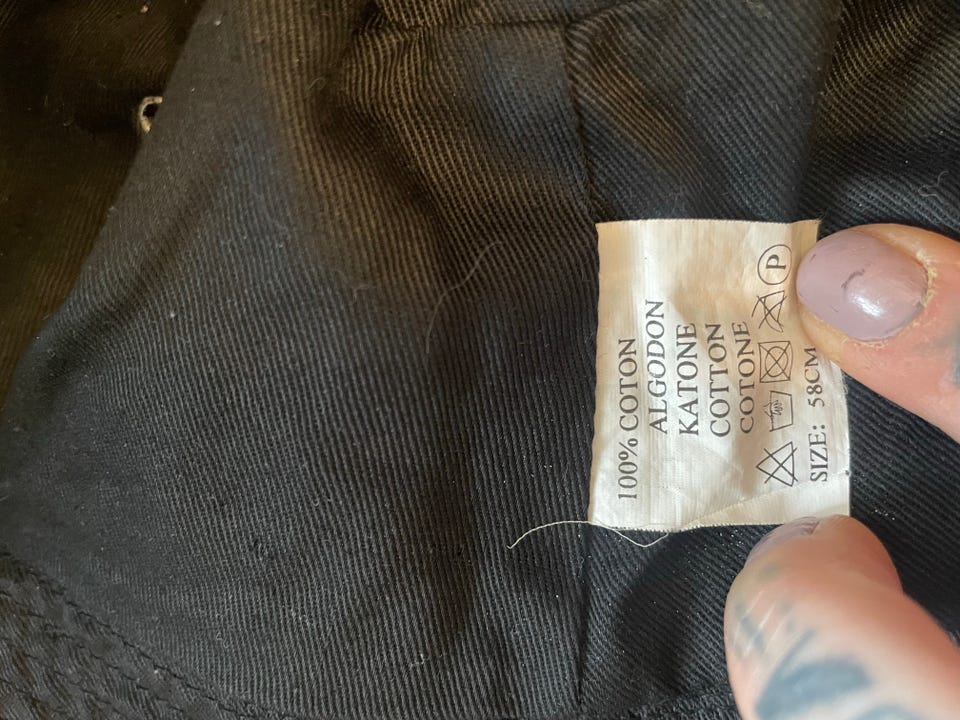 100% COTON
ALGODON
KATONE
COTTON
COTONE
P
SIZE: 58CM